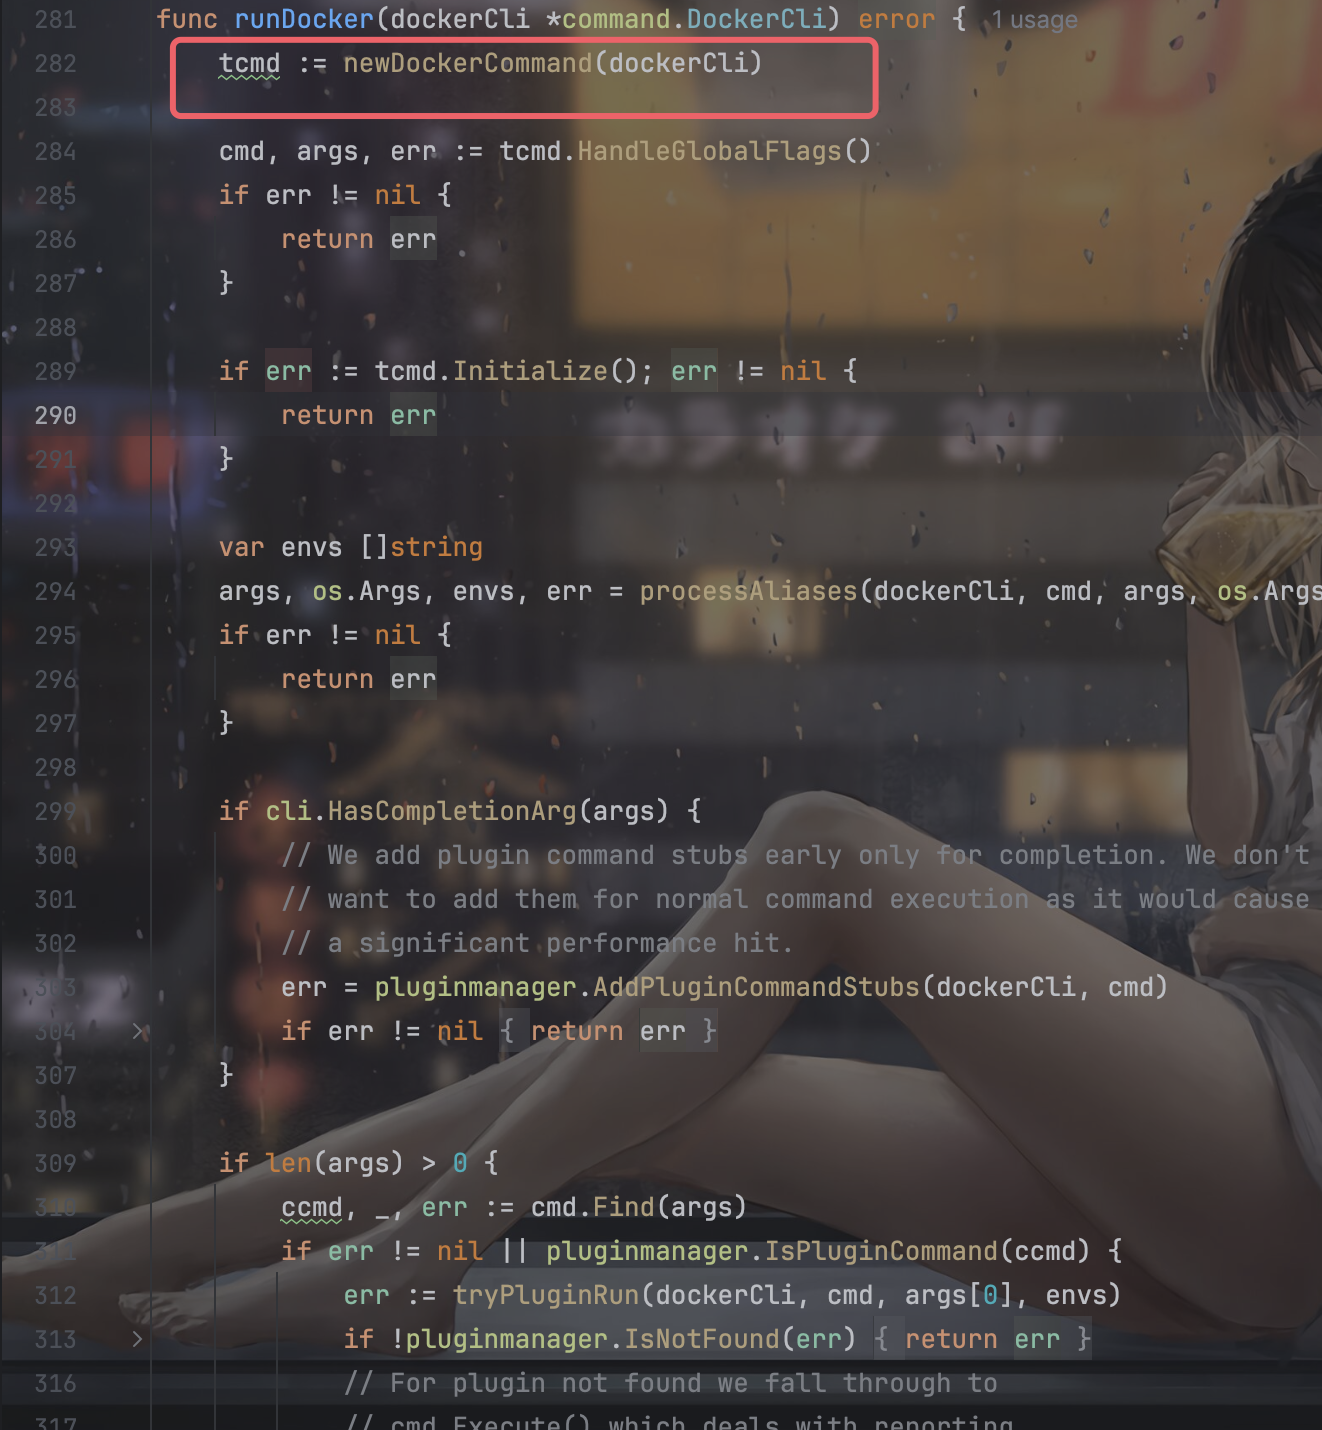 281 func runDocker(dockerCli *command.DockerCli) error { 1 usage
282 tcmd := newDockerCommand(dockerCli)
283
284 cmd, args, err := tcmd.HandleGlobalFlags()
285 if err != nil {
286 return err
287 }
288
289 if err := tcmd.Initialize(); err != nil {
290 return err
291 }
292
293 var envs []string
294 args, os.Args, envs, err = processAliases(dockerCli, cmd, args, os.Args
295 if err != nil {
296 return err
297 }
298
299 if cli.HasCompletionArg(args) {
300 // We add plugin command stubs early only for completion. We don't
301 // want to add them for normal command execution as it would cause
302 // a significant performance hit.
303 err = pluginmanager.AddPluginCommandStubs(dockerCli, cmd)
304 if err != nil { return err }
307 }
308
309 if len(args) > 0 {
310 ccmd, _, err := cmd.Find(args)
311 if err != nil || pluginmanager.IsPluginCommand(ccmd) {
312 err := tryPluginRun(dockerCli, cmd, args[0], envs)
313 if !pluginmanager.IsNotFound(err) { return err }
316 // For plugin not found we fall through to
317 // cmd.Execute() which deals with reporting
カラオケ